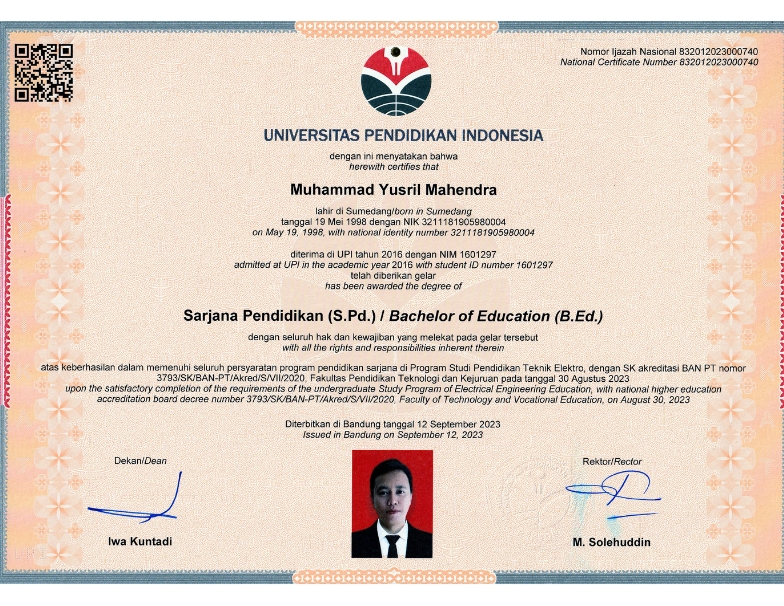 Nomor Ijazah Nasional 832012023000740
National Certificate Number 832012023000740
UNIVERSITAS PENDIDIKAN INDONESIA
dengan ini menyatakan bahwa
herewith certifies that
Muhammad Yusril Mahendra
lahir di Sumedang/born in Sumedang
tanggal 19 Mei 1998 dengan NIK 3211181905980004
on May 19, 1998, with national identity number 3211181905980004
diterima di UPI tahun 2016 dengan NIM 1601297
admitted at UPI in the academic year 2016 with student ID number 1601297
telah diberikan gelar
has been awarded the degree of
Sarjana Pendidikan (S.Pd.) / Bachelor of Education (B.Ed.)
dengan seluruh hak dan kewajiban yang melekat pada gelar tersebut
with all the rights and responsibilities inherent therein
atas keberhasilan dalam memenuhi seluruh persyaratan program pendidikan sarjana di Program Studi Pendidikan Teknik Elektro, dengan SK akreditasi BAN PT nomor
3793/SK/BAN-PT/Akred/S/VII/2020, Fakultas Pendidikan Teknologi dan Kejuruan pada tanggal 30 Agustus 2023
upon the satisfactory completion of the requirements of the undergraduate Study Program of Electrical Engineering Education, with national higher education
accreditation board decree number 3793/SK/BAN-PT/Akred/S/VII/2020, Faculty of Technology and Vocational Education, on August 30, 2023
Diterbitkan di Bandung tanggal 12 September 2023
Issued in Bandung on September 12, 2023
Dekan/Dean
Rektor/Rector
Iwa Kuntadi
M. Solehuddin